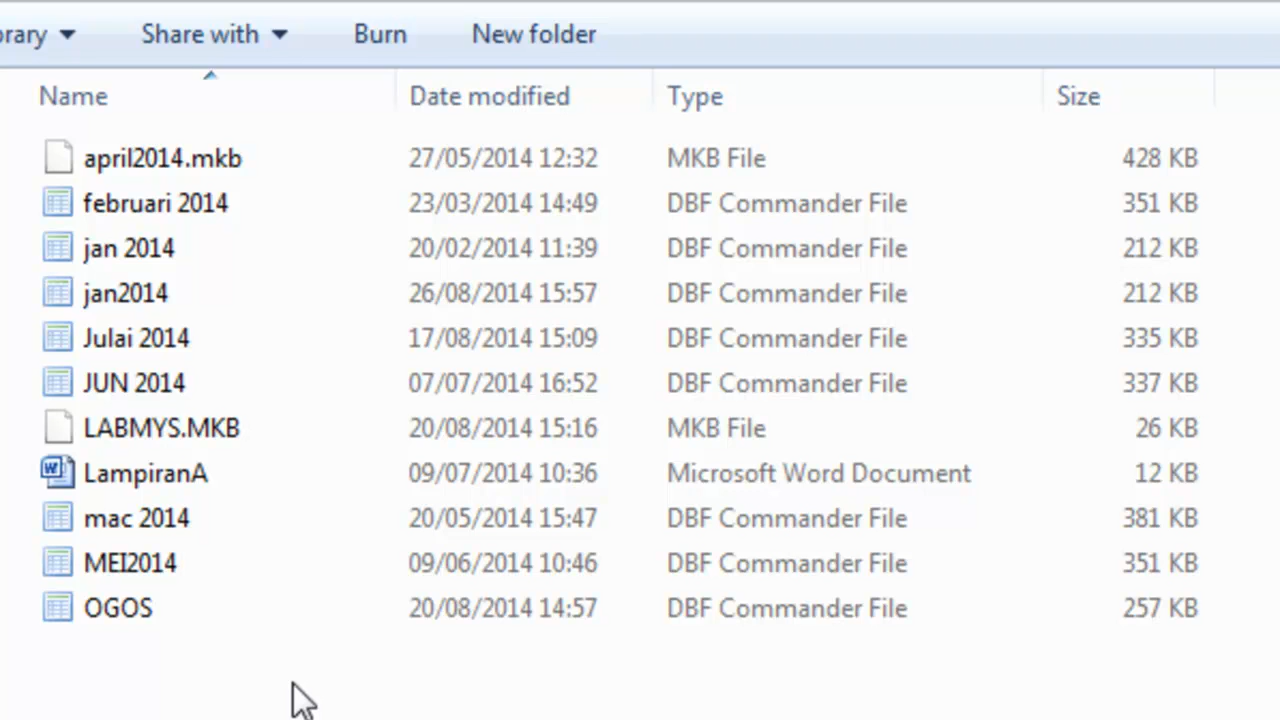 Share with Burn New folder
Name Date modified Type Size
april2014.mkb 27/05/2014 12:32 MKB File 428 KB
februari 2014 23/03/2014 14:49 DBF Commander File 351 KB
jan 2014 20/02/2014 11:39 DBF Commander File 212 KB
jan2014 26/08/2014 15:57 DBF Commander File 212 KB
Julai 2014 17/08/2014 15:09 DBF Commander File 335 KB
JUN 2014 07/07/2014 16:52 DBF Commander File 337 KB
LABMYS.MKB 20/08/2014 15:16 MKB File 26 KB
LampiranA 09/07/2014 10:36 Microsoft Word Document 12 KB
mac 2014 20/05/2014 15:47 DBF Commander File 381 KB
MEI2014 09/06/2014 10:46 DBF Commander File 351 KB
OGOS 20/08/2014 14:57 DBF Commander File 257 KB